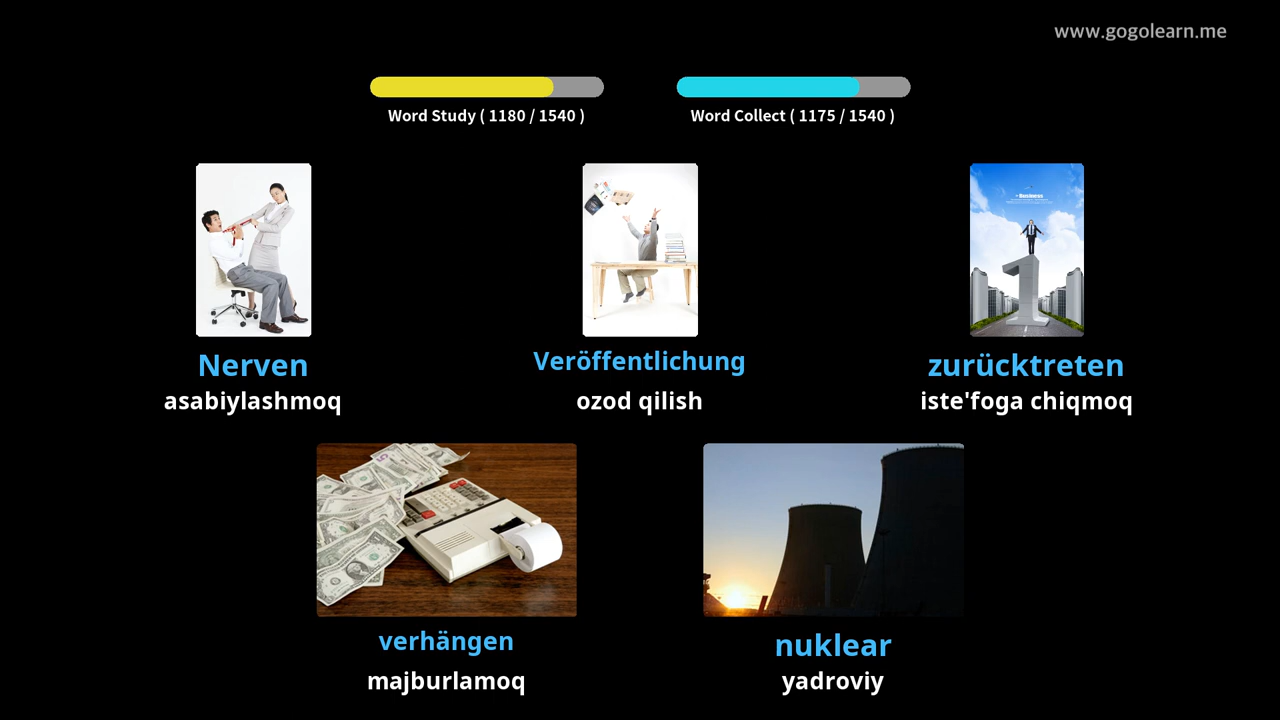 www.gogolearn.me
Word Study ( 1180 / 1540 )
Word Collect ( 1175 / 1540 )
Nerven
asabiylashmoq
Veröffentlichung
ozod qilish
zurücktreten
iste'foga chiqmoq
verhängen
majburlamoq
nuklear
yadroviy